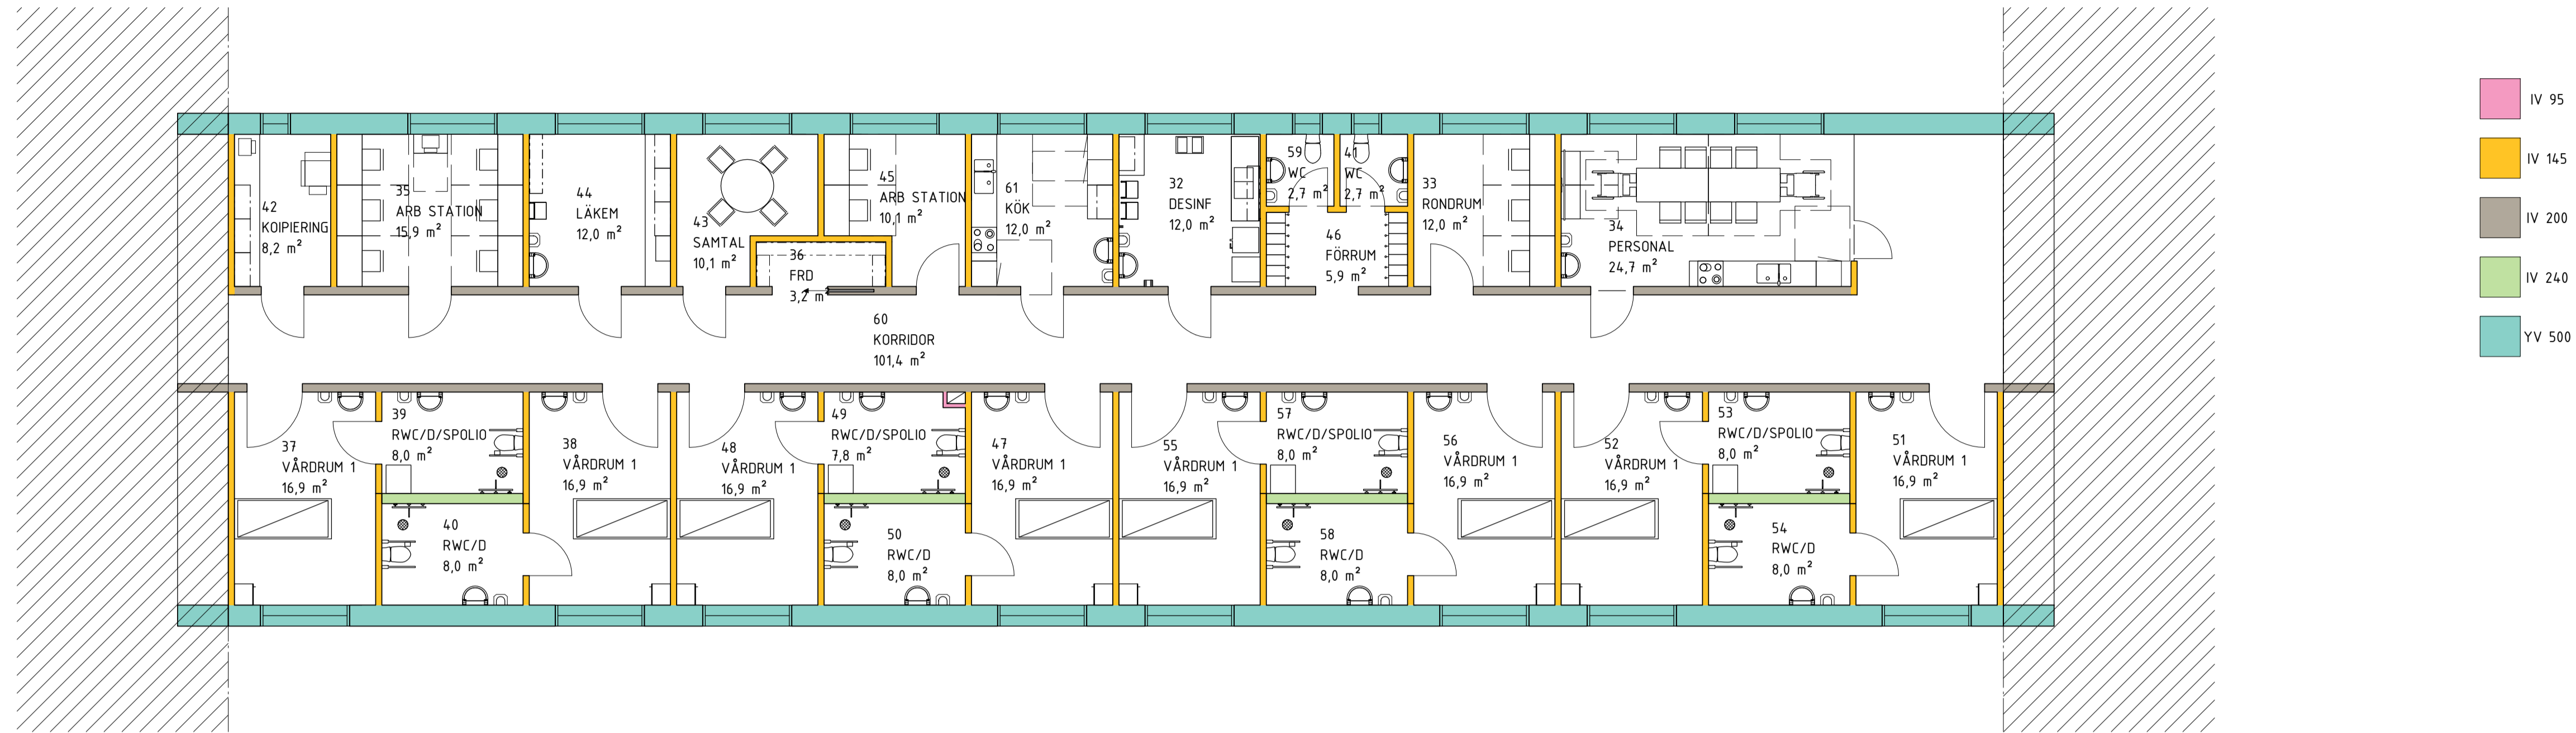 42
KOIPIERING
8,2 m²
35
ARB STATION
15,9 m²
44
LÄKEM
12,0 m²
43
SAMTAL
10,1 m²
36
FRD
3,2 m²
45
ARB STATION
10,1 m²
61
KÖK
12,0 m²
32
DESINF
12,0 m²
59
WC
2,7 m²
41
WC
2,7 m²
46
FÖRRUM
5,9 m²
33
RONDRUM
12,0 m²
34
PERSONAL
24,7 m²
60
KORRIDOR
101,4 m²
37
VÅRDRUM 1
16,9 m²
39
RWC/D/SPOLIO
8,0 m²
40
RWC/D
8,0 m²
38
VÅRDRUM 1
16,9 m²
48
VÅRDRUM 1
16,9 m²
49
RWC/D/SPOLIO
7,8 m²
50
RWC/D
8,0 m²
47
VÅRDRUM 1
16,9 m²
55
VÅRDRUM 1
16,9 m²
57
RWC/D/SPOLIO
8,0 m²
58
RWC/D
8,0 m²
56
VÅRDRUM 1
16,9 m²
52
VÅRDRUM 1
16,9 m²
53
RWC/D/SPOLIO
8,0 m²
54
RWC/D
8,0 m²
51
VÅRDRUM 1
16,9 m²
IV 95
IV 145
IV 200
IV 240
YV 500